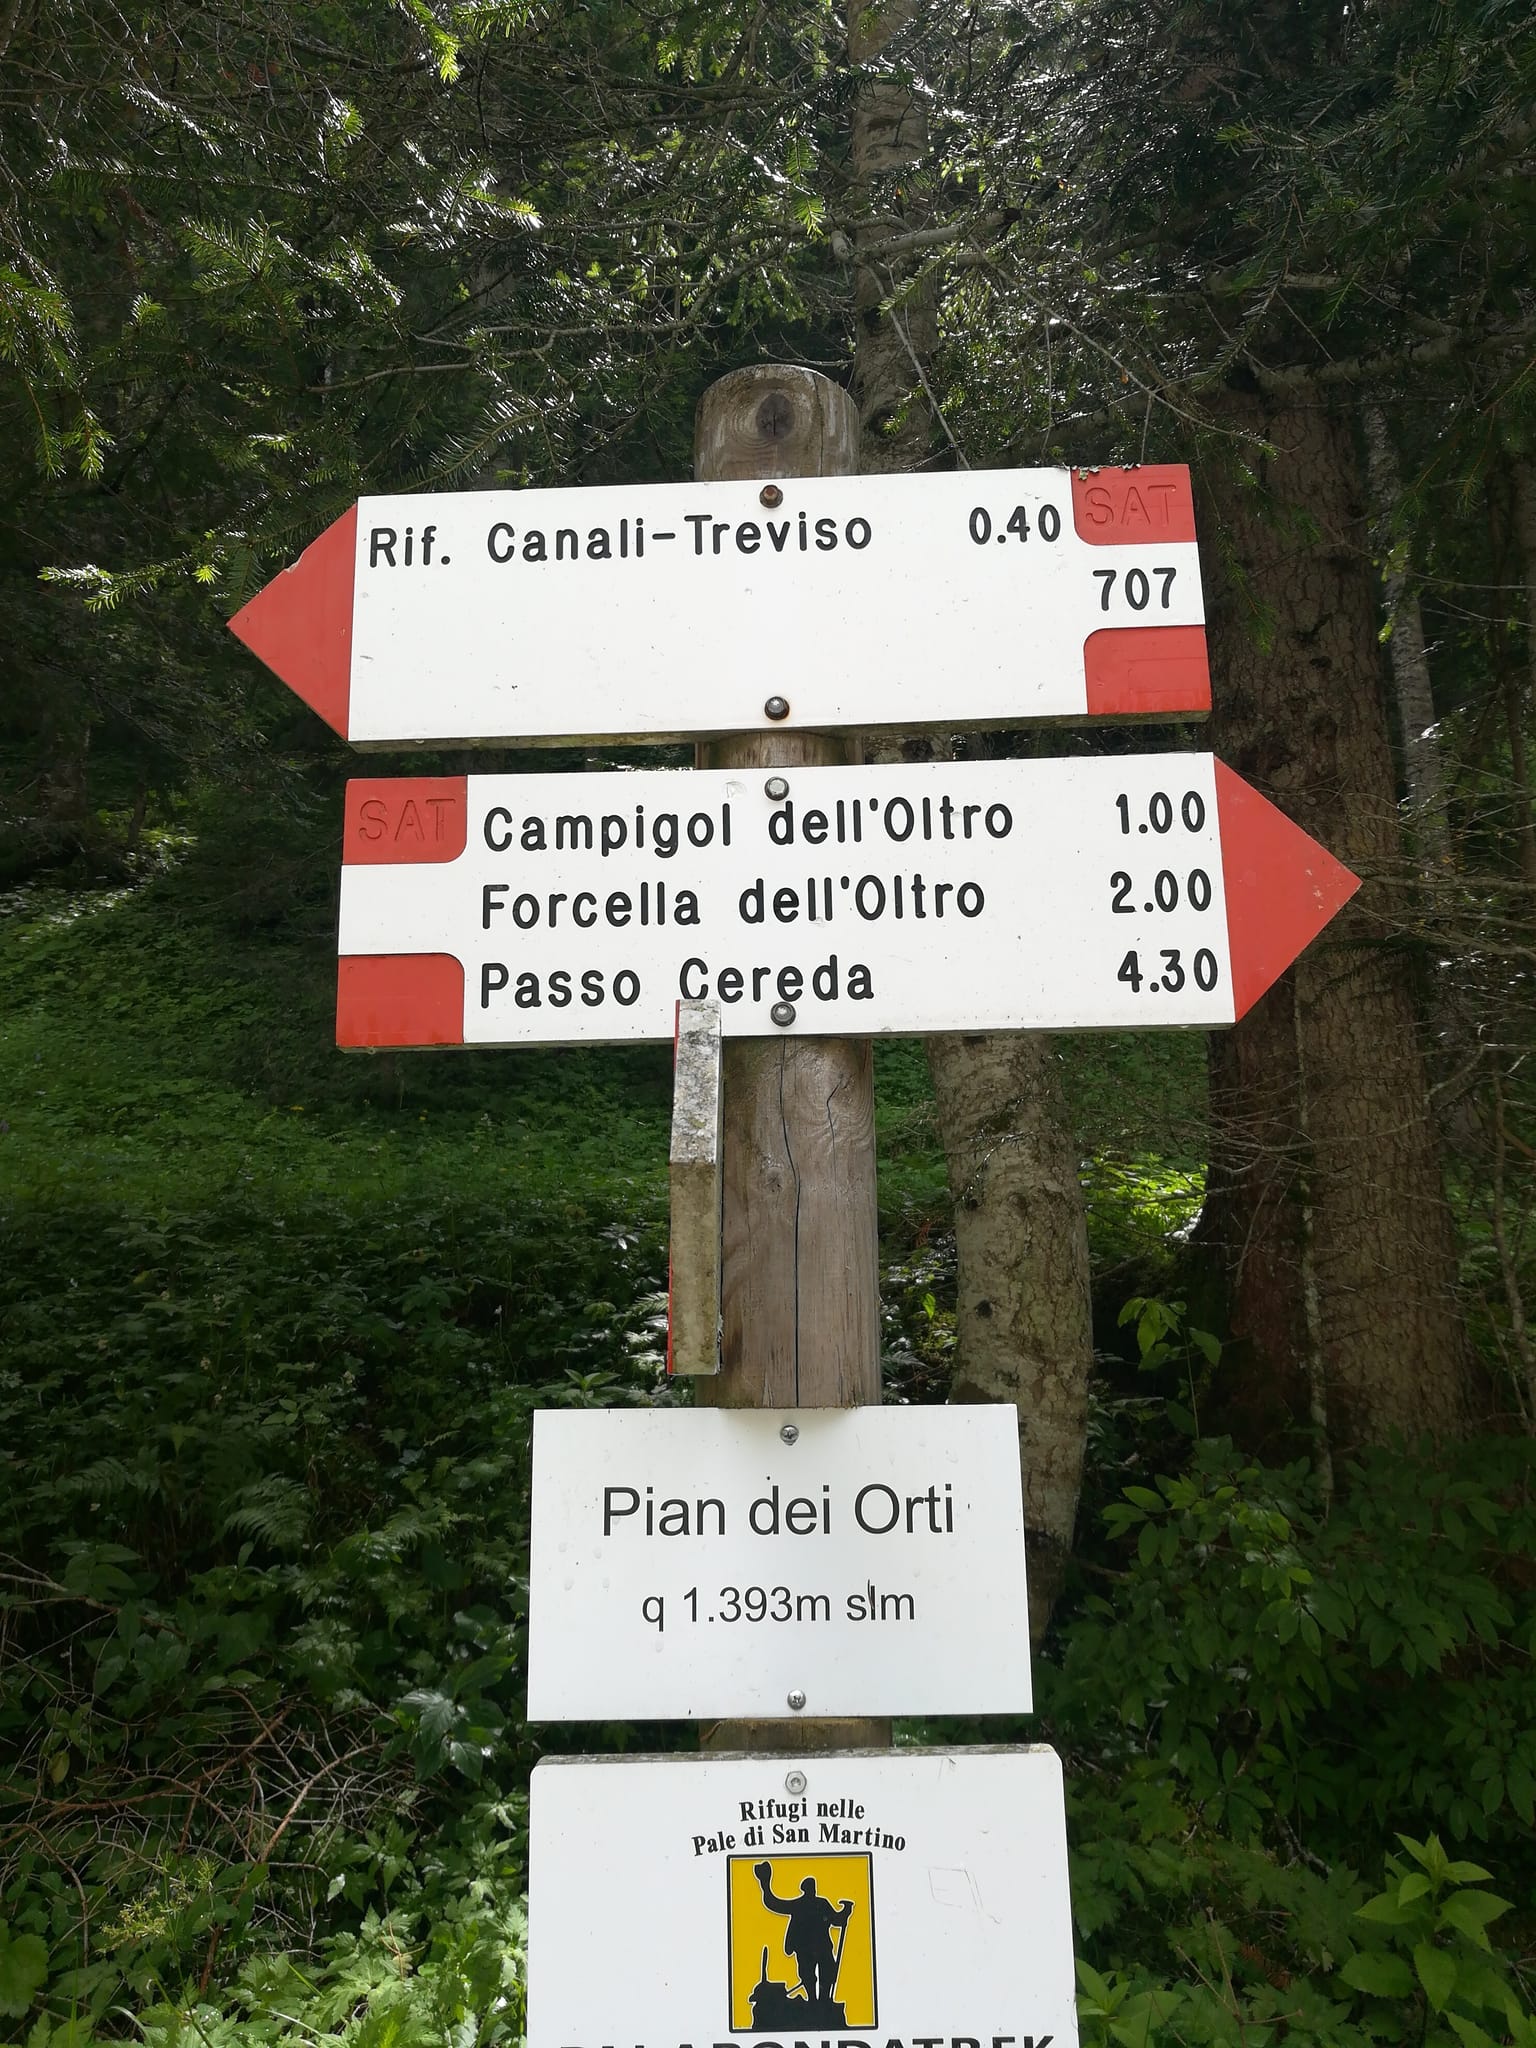 Rif. Canali-Treviso 0.40 SAT
707
SAT Campigol dell'Oltro 1.00
Forcella dell'Oltro 2.00
Passo Cereda 4.30
Pian dei Orti
q 1.393m slm
Rifugi nelle
Pale di San Martino
PALARONDATREK